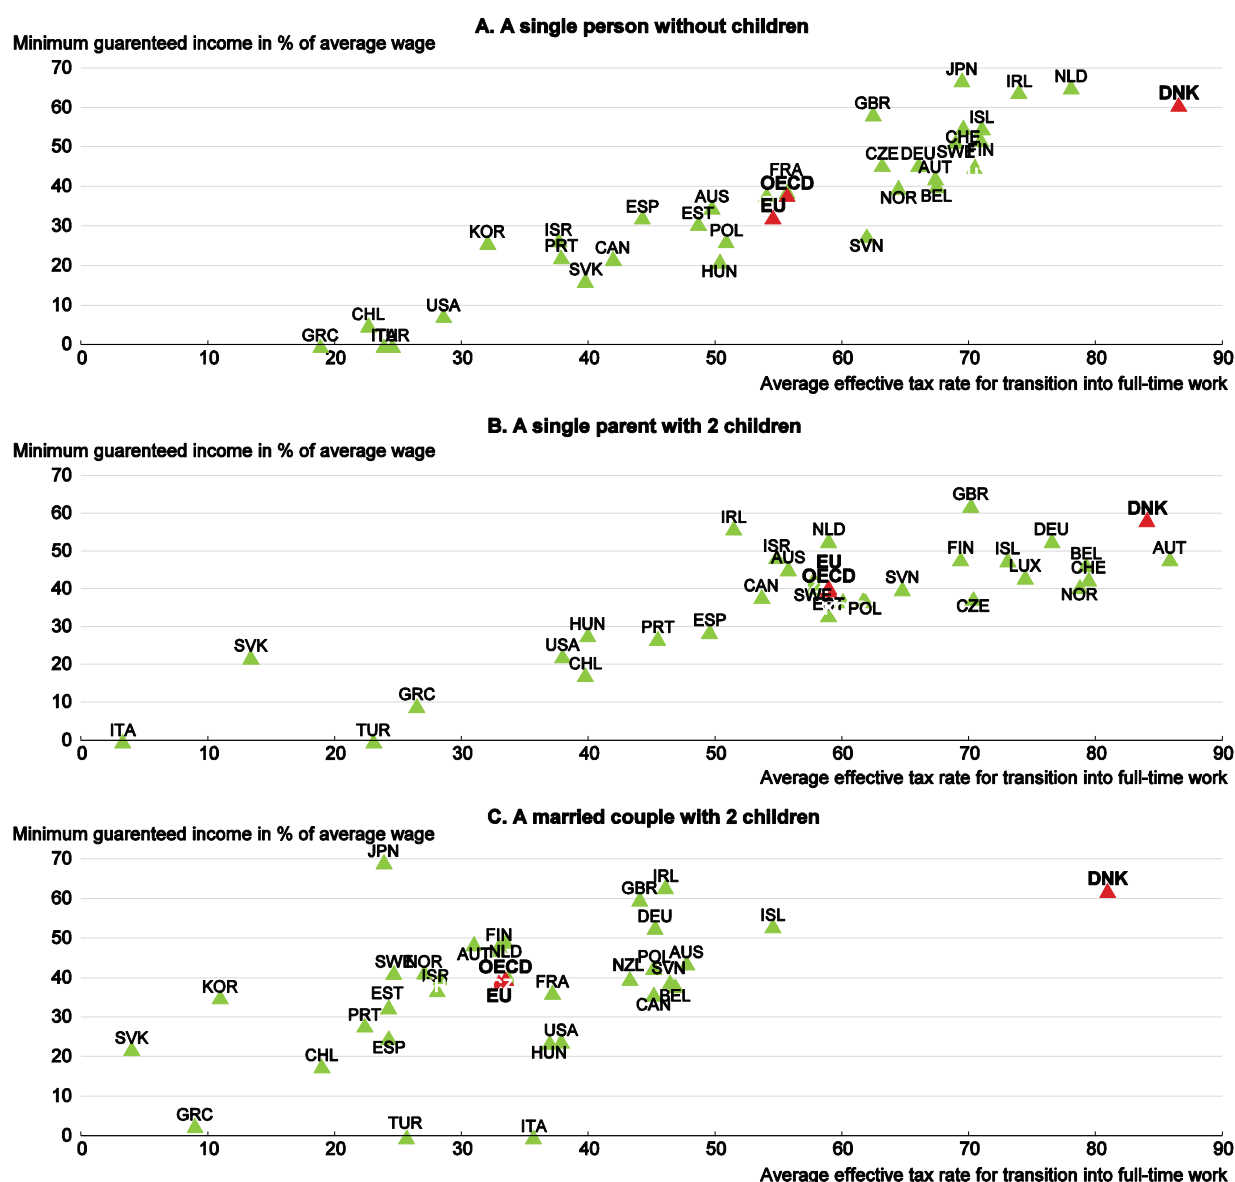 A. A single person without children
Minimum guarenteed income in % of average wage
70
JPN
IRL
NLD
DNK
60
GBR
ISL
50
CHE
SWE
FIN
CZE
DEU
AUT
40
FRA
OECD
NOR
BEL
AUS
ESP
EU
30
EST
KOR
ISR
POL
PRT
CAN
SVN
20
SVK
HUN
10
CHL
USA
GRC
ITA
TUR
0
0 10 20 30 40 50 60 70 80 90
Average effective tax rate for transition into full-time work
B. A single parent with 2 children
Minimum guarenteed income in % of average wage
70
GBR
60
DNK
IRL
NLD
DEU
50
ISR
FIN
ISL
BEL
AUT
AUS
EU
LUX
CHE
OECD
40
CAN
SWE
SVN
NOR
EST
POL
CZE
30
HUN
PRT
ESP
SVK
USA
20
CHL
10
GRC
ITA
TUR
0
0 10 20 30 40 50 60 70 80 90
Average effective tax rate for transition into full-time work
C. A married couple with 2 children
Minimum guarenteed income in % of average wage
70
JPN
IRL
DNK
60
GBR
DEU
ISL
50
FIN
AUT
NLD
POL
AUS
SWE
NOR
OECD
NZL
SVN
40
ISR
EU
FRA
BEL
KOR
EST
CAN
30
PRT
ESP
USA
SVK
HUN
20
CHL
10
GRC
TUR
ITA
0
0 10 20 30 40 50 60 70 80 90
Average effective tax rate for transition into full-time work